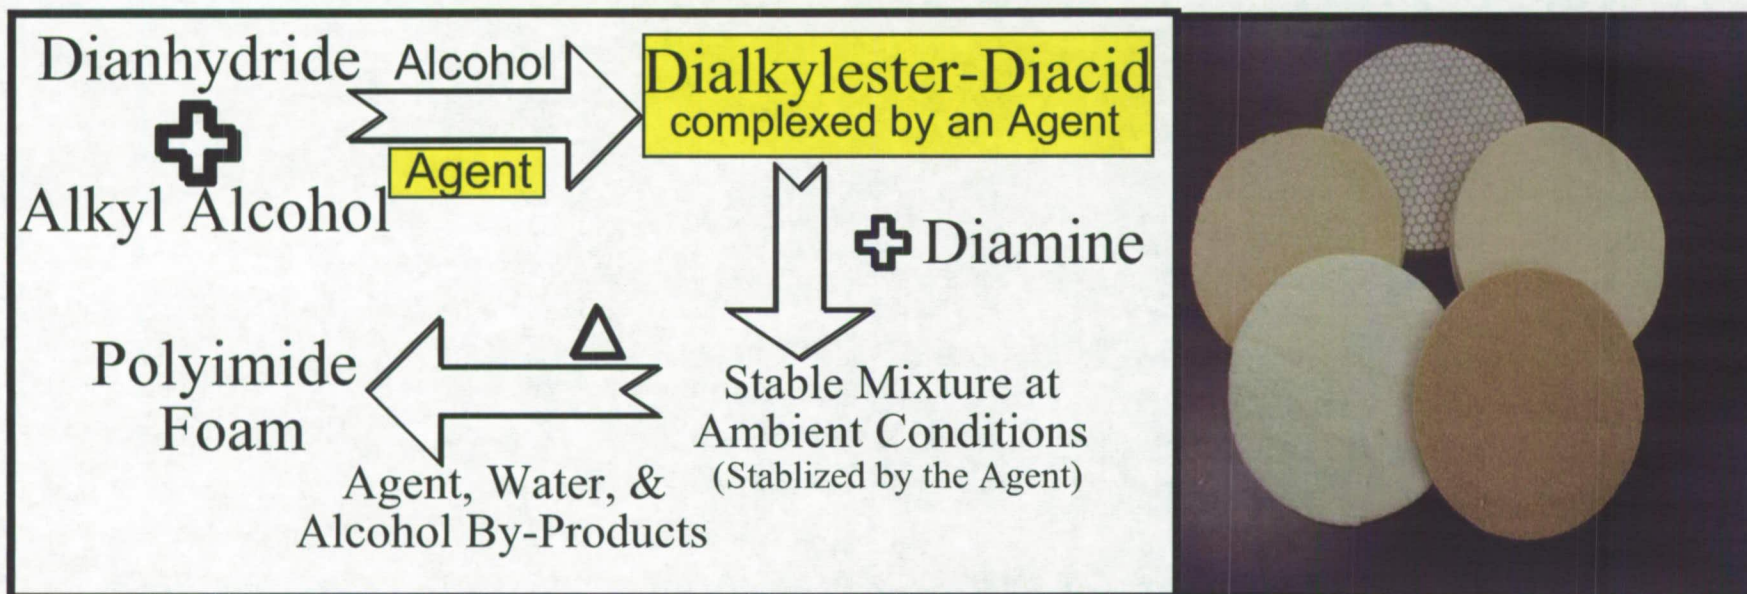 Dianhydride
Alkyl Alcohol
Alcohol
Agent
Dialkylester-Diacid
complexed by an Agent
Diamine
Stable Mixture at
Ambient Conditions
(Stablized by the Agent)
Polyimide
Foam
Agent, Water, &
Alcohol By-Products